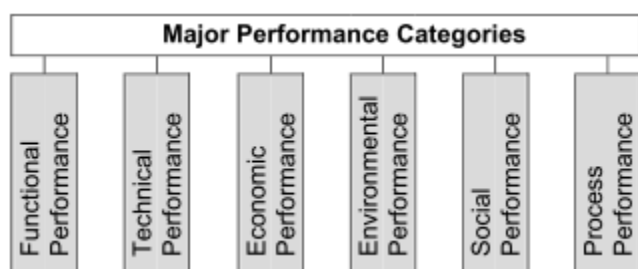 Major Performance Categories
Functional
Performance
Technical
Performance
Economic
Performance
Environmental
Performance
Social
Performance
Process
Performance